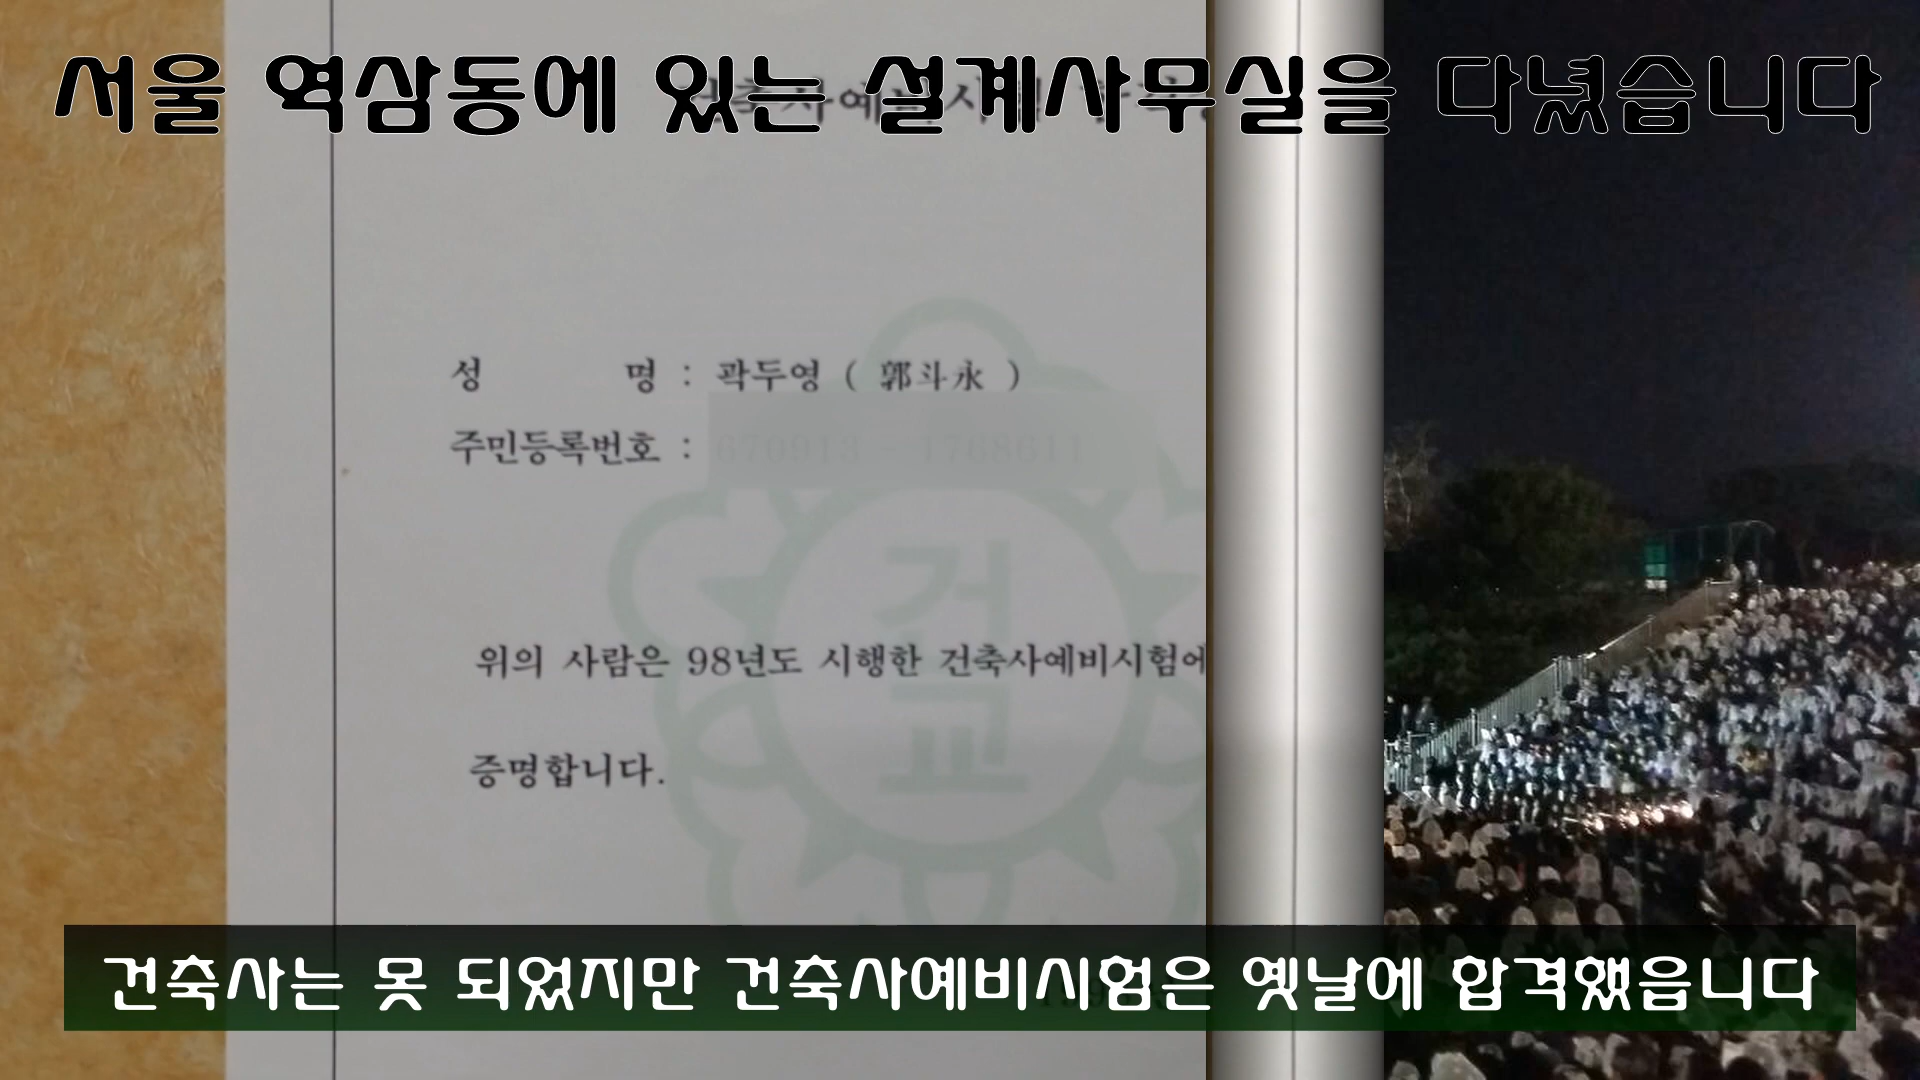 서울 역삼동에 있는 설계사무실을 다녔습니다
성 명 : 곽두영 ( 郭斗永 )
주민등록번호 :
위의 사람은 98년도 시행한 건축사예비시험에
증명합니다.
건교
건축사는 못 되었지만 건축사예비시험은 옛날에 합격했읍니다